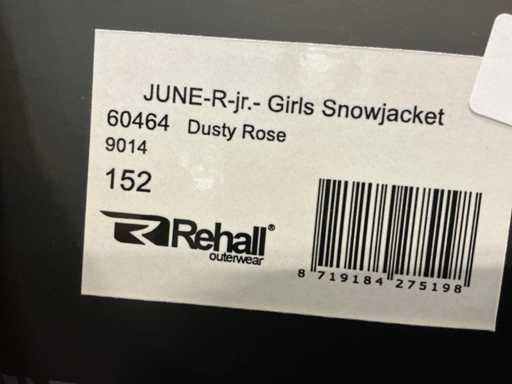 JUNE-R-jr.- Girls Snowjacket
60464 Dusty Rose
9014
152
Rehall®
outerwear
8 719184 275198